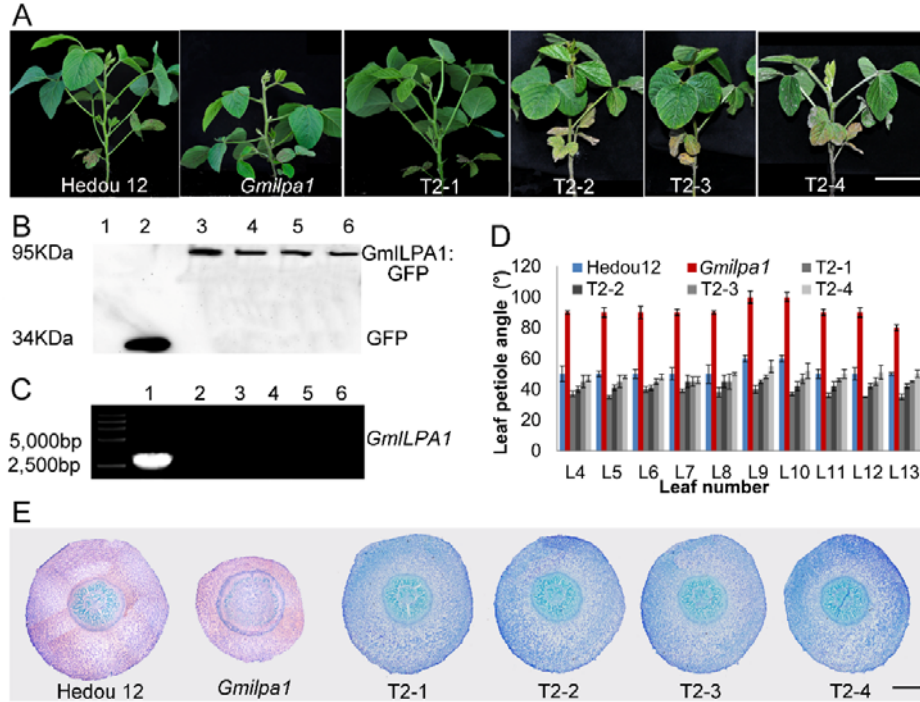 A
Hedou 12
Gmilpa1
T2-1
T2-2
T2-3
T2-4
B
1 2 3 4 5 6
95KDa
GmILPA1:
GFP
34KDa
GFP
C
1 2 3 4 5 6
5,000bp
2,500bp
GmILPA1
D
Leaf petiole angle (°)
120
100
80
60
40
20
0
Hedou12 Gmilpa1 T2-1
T2-2 T2-3 T2-4
L4 L5 L6 L7 L8 L9 L10 L11 L12 L13
Leaf number
E
Hedou 12
Gmilpa1
T2-1
T2-2
T2-3
T2-4